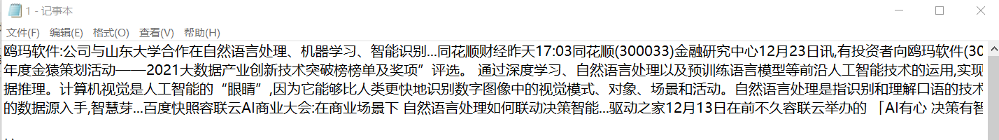 1 - 记事本
文件(F) 编辑(E) 格式(O) 查看(V) 帮助(H)
鸥玛软件:公司与山东大学合作在自然语言处理、机器学习、智能识别...同花顺财经昨天17:03同花顺(300033)金融研究中心12月23日讯,有投资者向鸥玛软件(30
年度金猿策划活动——2021大数据产业创新技术突破榜榜单及奖项”评选。 通过深度学习、自然语言处理以及预训练语言模型等前沿人工智能技术的运用,实现
据推理。计算机视觉是人工智能的“眼睛”,因为它能够比人类更快地识别数字图像中的视觉模式、对象、场景和活动。自然语言处理是指识别和理解口语的技术
的数据源入手,智慧芽...百度快照容联云AI商业大会:在商业场景下 自然语言处理如何联动决策智能...驱动之家12月13日在前不久容联云举办的 「AI有心 决策有智